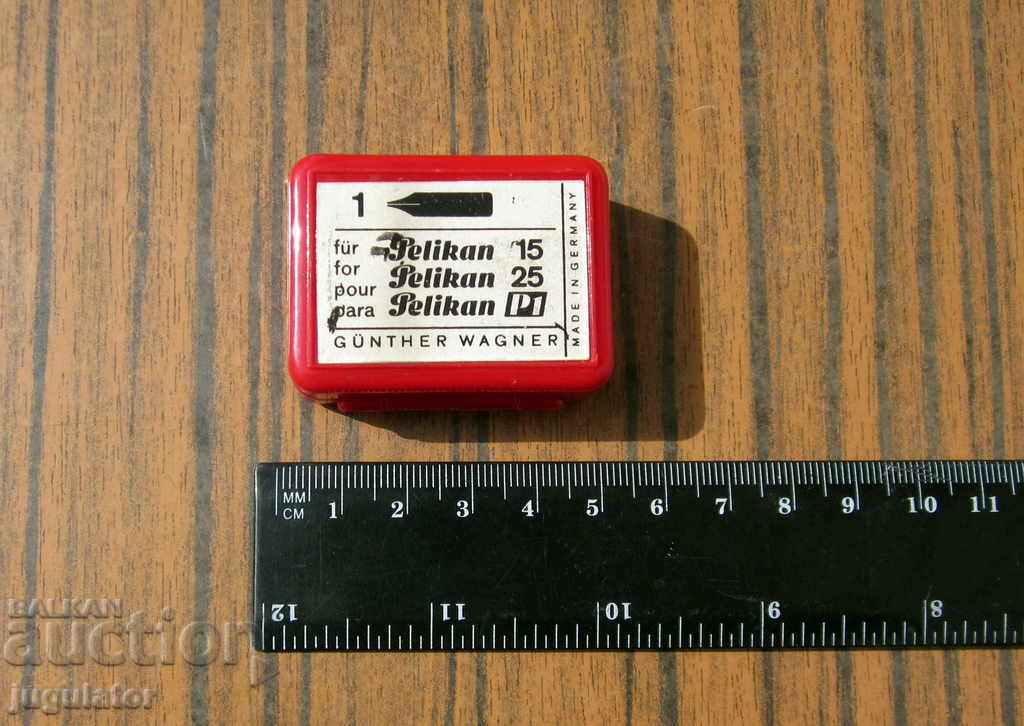 1
für Pelikan 15
for Pelikan 25
pour Pelikan P1
para
GÜNTHER WAGNER
MADE IN GERMANY
MM
CM 1 2 3 4 5 6 7 8 9 10 11
12 11 10 9 8
BALKAN
auction
jugulator